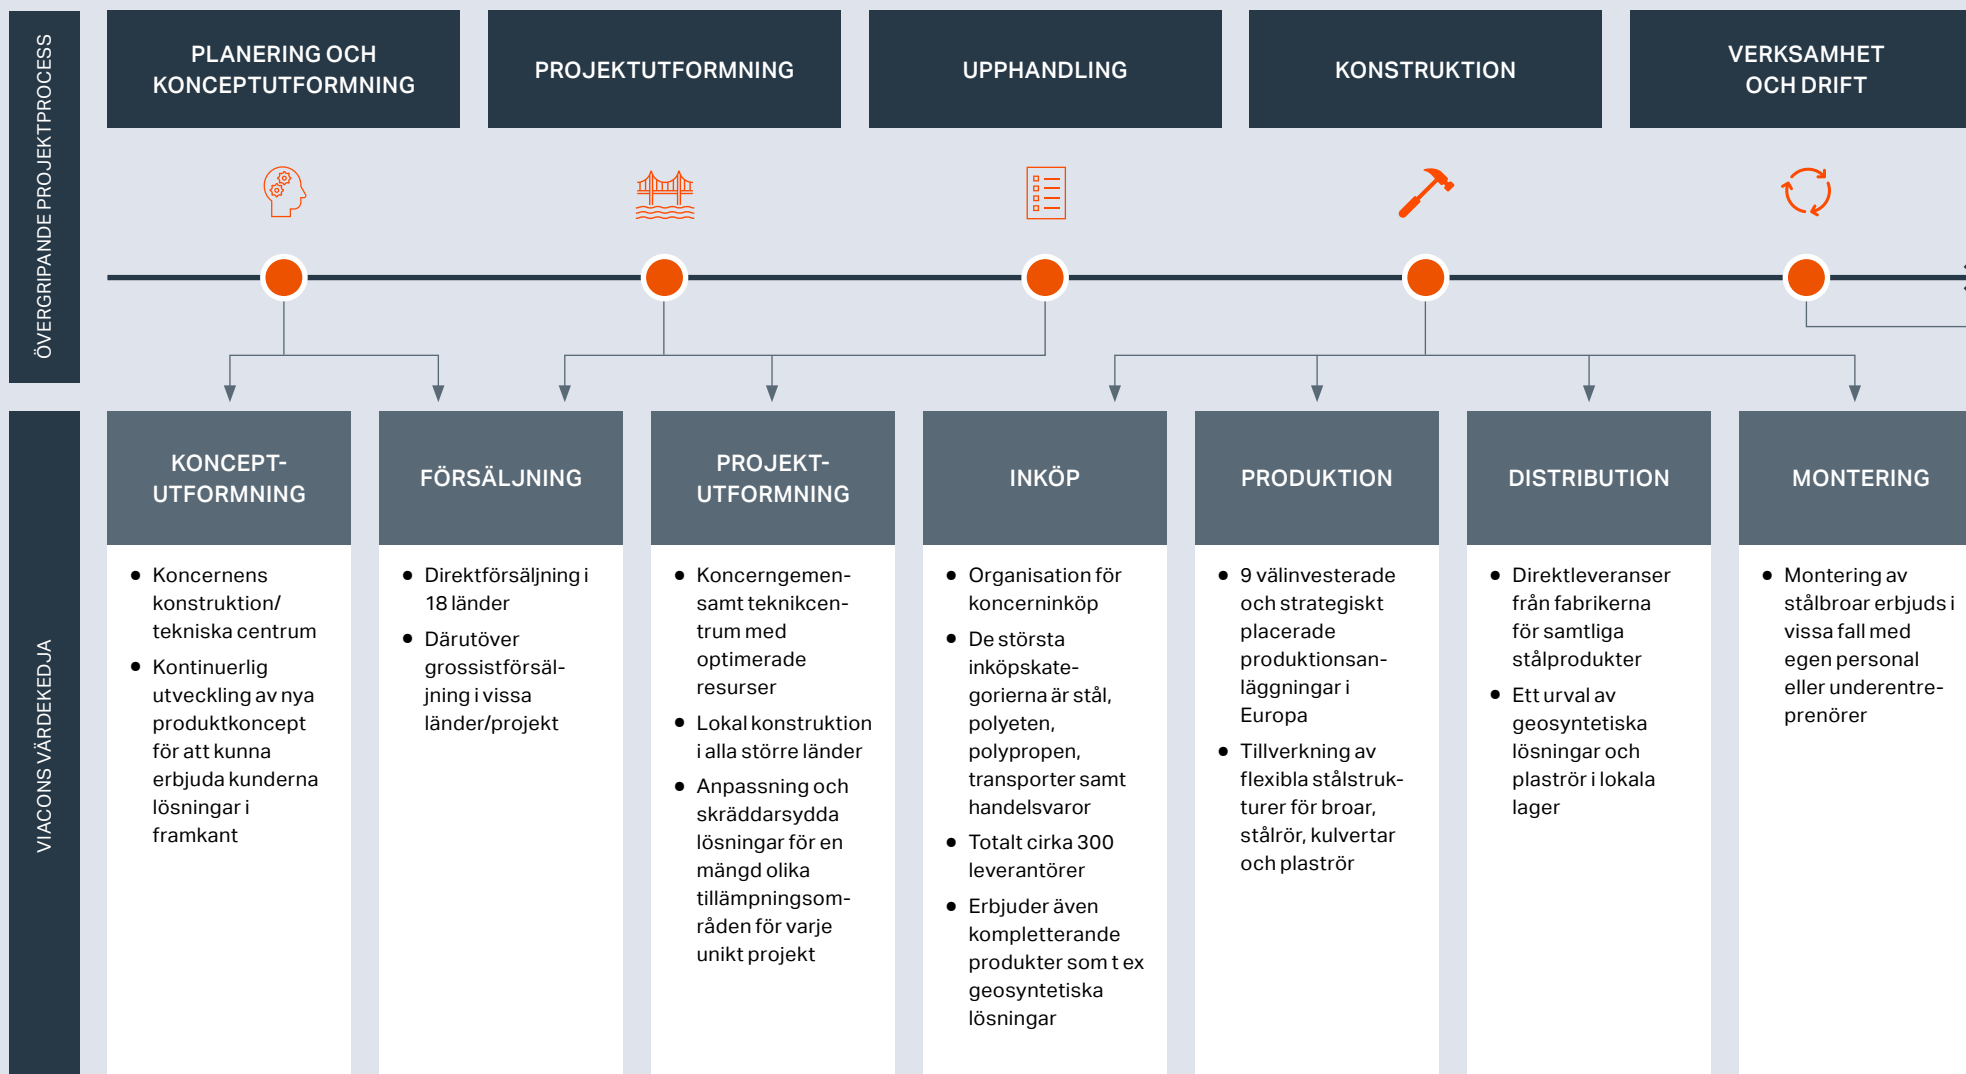 ÖVERGRIPANDE PROJEKTPROCESS
PLANERING OCH
KONCEPTUTFORMNING
PROJEKTUTFORMNING
UPPHANDLING
KONSTRUKTION
VERKSAMHET
OCH DRIFT
VIACONS VÄRDEKEDJA
KONCEPT-
UTFORMNING
• Koncernens
konstruktion/
tekniska centrum
• Kontinuerlig
utveckling av nya
produktkoncept
för att kunna
erbjuda kunderna
lösningar i
framkant
FÖRSÄLJNING
• Direktförsäljning i
18 länder
• Därutöver
grossistförsäl-
jning i vissa
länder/projekt
PROJEKT-
UTFORMNING
• Koncerngemen-
samt teknikcen-
trum med
optimerade
resurser
• Lokal konstruktion
i alla större länder
• Anpassning och
skräddarsydda
lösningar för en
mängd olika
tillämpningsom-
råden för varje
unikt projekt
INKÖP
• Organisation för
koncerninköp
• De största
inköpskate-
gorierna är stål,
polyeten,
polypropen,
transporter samt
handelsvaror
• Totalt cirka 300
leverantörer
• Erbjuder även
kompletterande
produkter som t ex
geosyntetiska
lösningar
PRODUKTION
• 9 välinvesterade
och strategiskt
placerade
produktionsan-
läggningar i
Europa
• Tillverkning av
flexibla stålstruk-
turer för broar,
stålrör, kulvertar
och plaströr
DISTRIBUTION
• Direktleveranser
från fabrikerna
för samtliga
stålprodukter
• Ett urval av
geosyntetiska
lösningar och
plaströr i lokala
lager
MONTERING
• Montering av
stålbroar erbjuds i
vissa fall med
egen personal
eller underentre-
prenörer